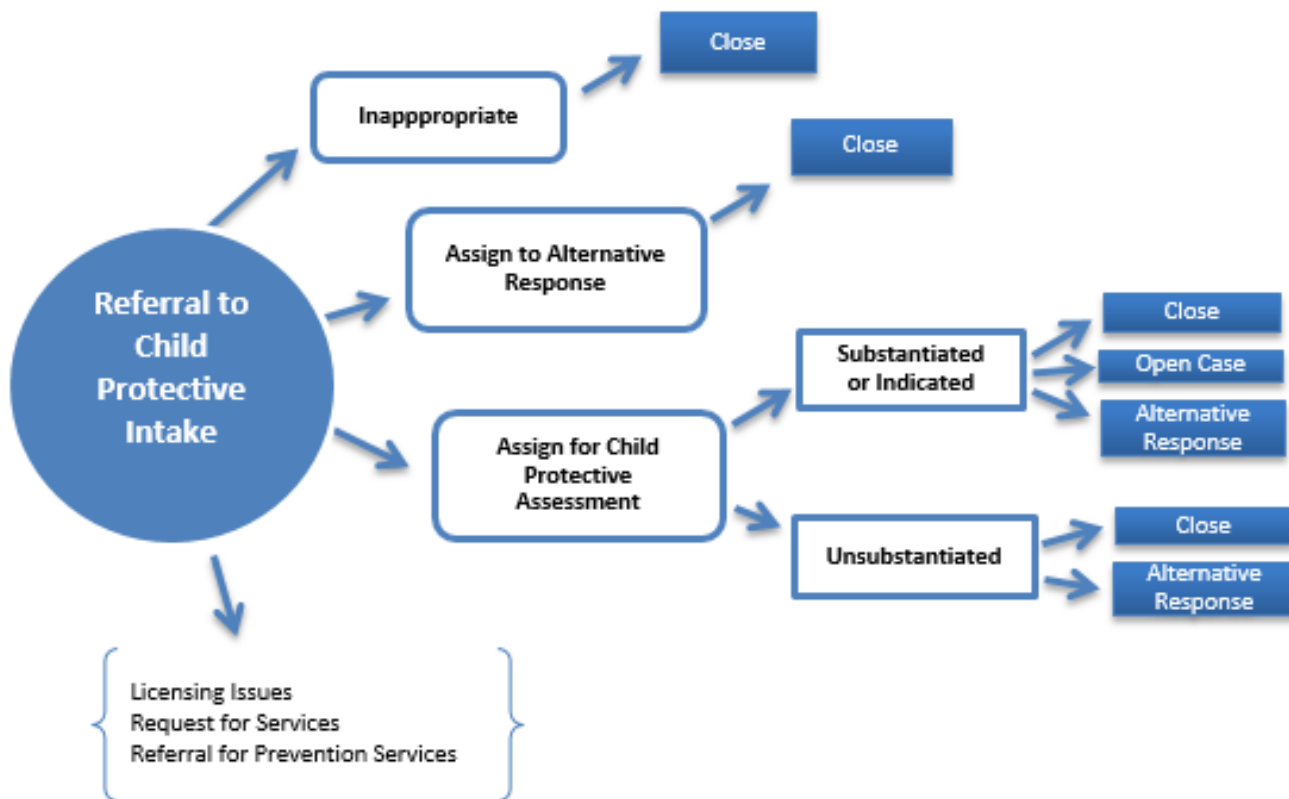 Close
Inapppropriate
Close
Assign to Alternative
Response
Referral to
Child
Protective
Intake
Close
Substantiated
or Indicated
Open Case
Alternative
Response
Assign for Child
Protective
Assessment
Close
Unsubstantiated
Alternative
Response
Licensing Issues
Request for Services
Referral for Prevention Services